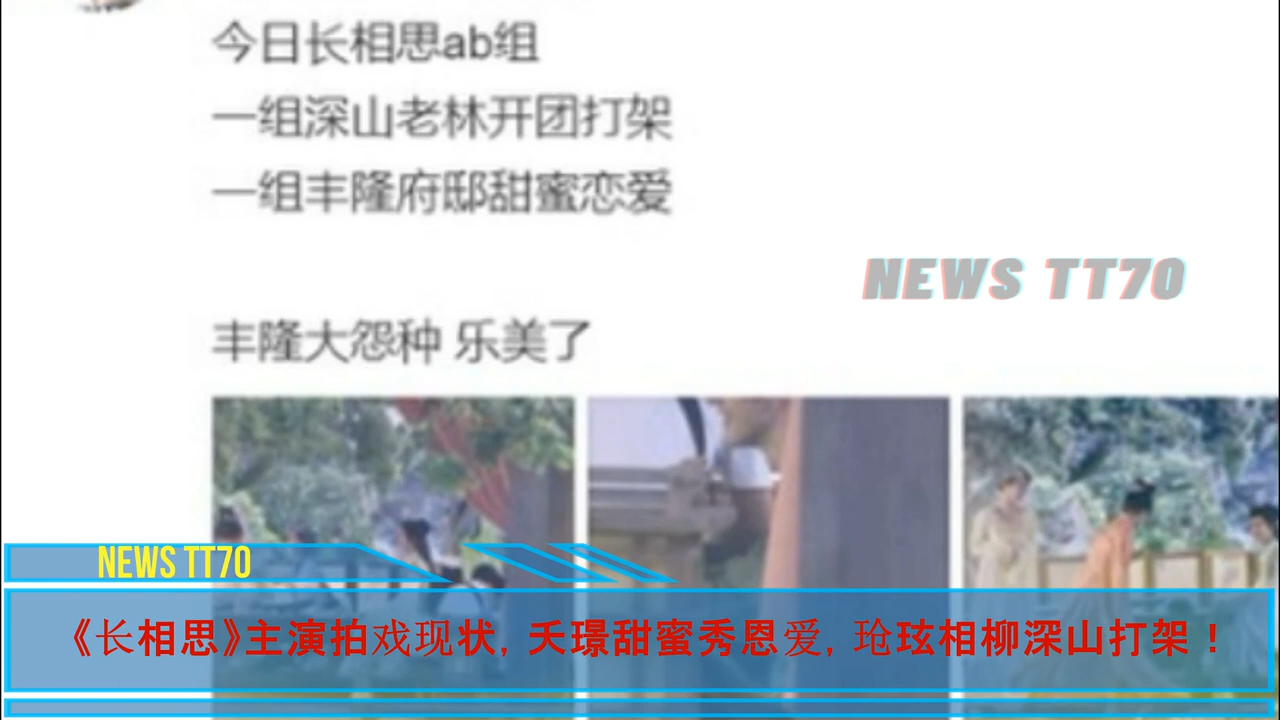 今日长相思ab组
一组深山老林开团打架
一组丰隆府邸甜蜜恋爱
NEWS TT70
丰隆大怨种 乐美了
NEWS TT70
《长相思》主演拍戏现状，夭璟甜蜜秀恩爱，玱玹相柳深山打架！